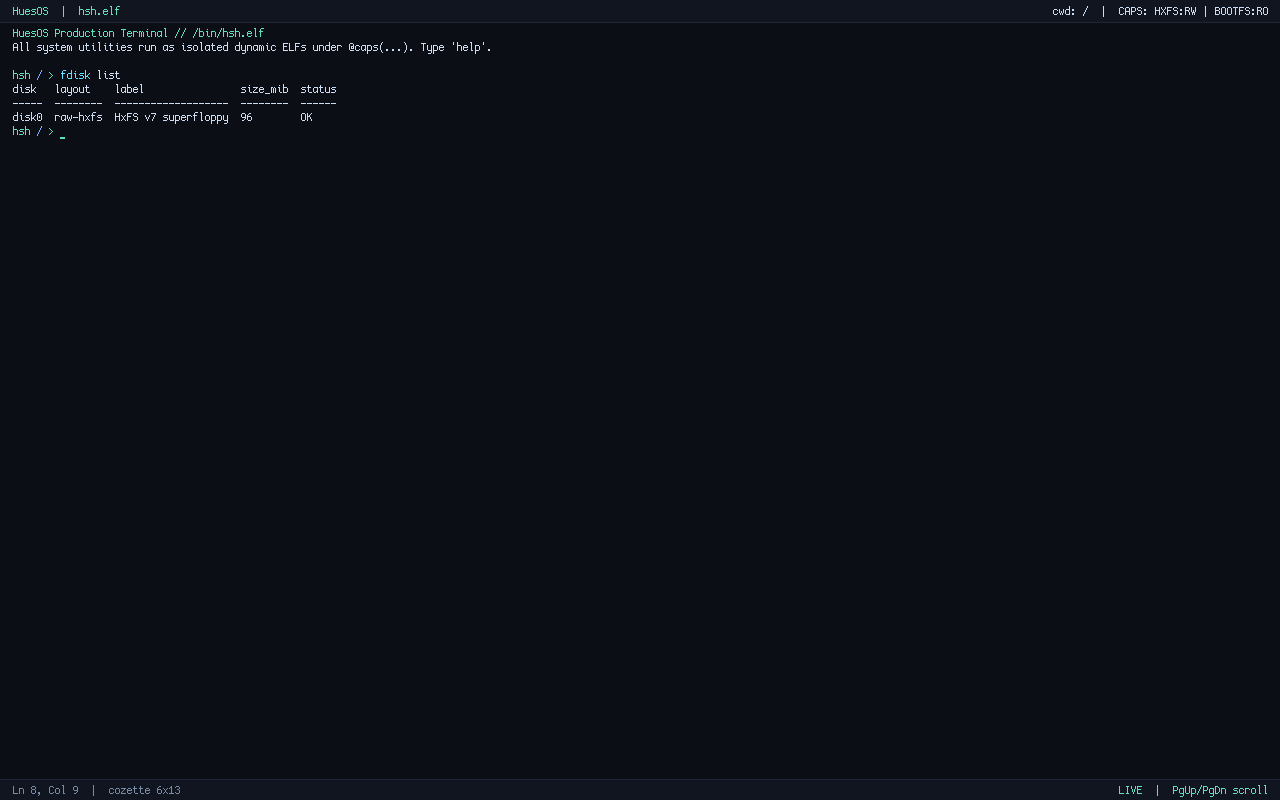 HuesOS | hsh.elf cwd: / | CAPS: HXFS:RW | BOOTFS:RO
HuesOS Production Terminal // /bin/hsh.elf
All system utilities run as isolated dynamic ELFs under @caps(...). Type 'help'.
hsh / > fdisk list
disk   layout    label                size_mib  status
-----  --------  -------------------  --------  ------
disk0  raw-hxfs  HxFS v7 superfloppy  96        OK
hsh / > _
Ln 8, Col 9 | cozette 6x13 LIVE | PgUp/PgDn scroll